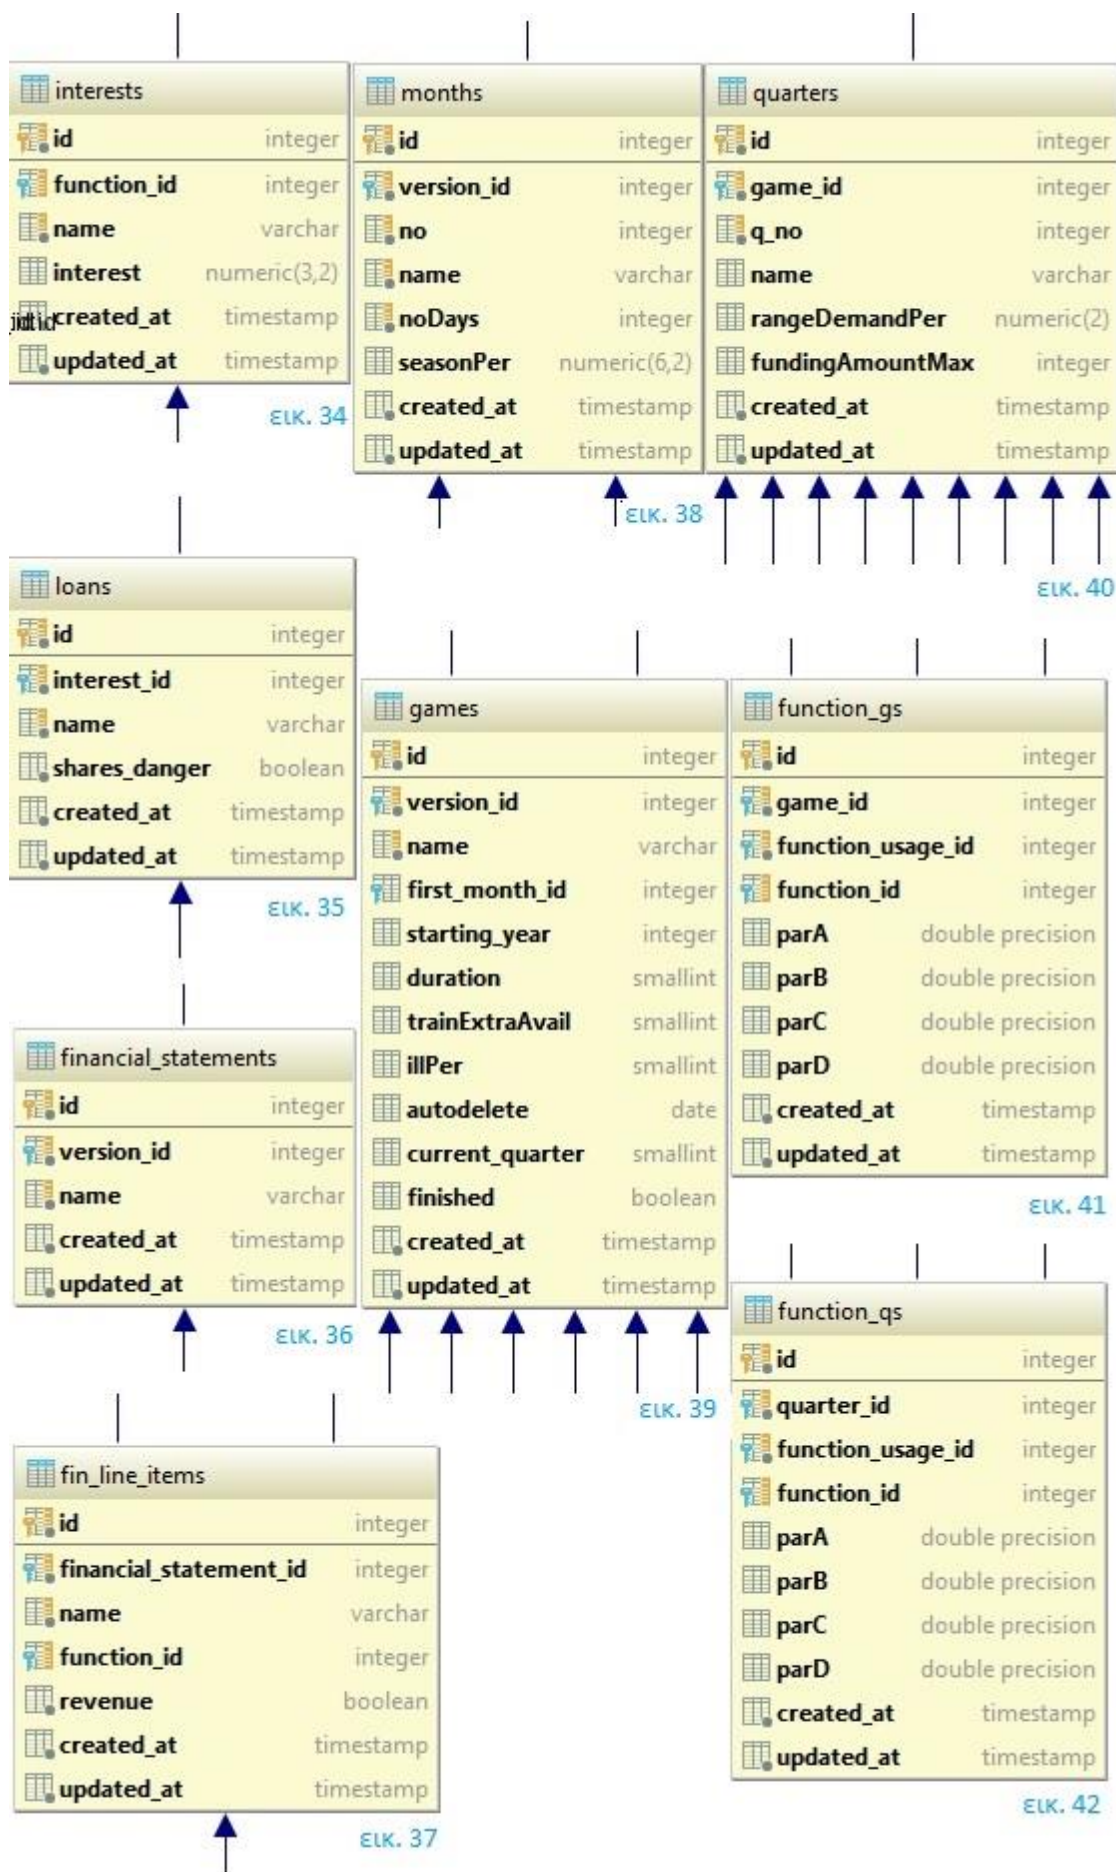 interests
id integer
function_id integer
name varchar
interest numeric(3,2)
created_at timestamp
updated_at timestamp
εικ. 34
months
id integer
version_id integer
no integer
name varchar
noDays integer
seasonPer numeric(6,2)
created_at timestamp
updated_at timestamp
εικ. 38
quarters
id integer
game_id integer
q_no integer
name varchar
rangeDemandPer numeric(2)
fundingAmountMax integer
created_at timestamp
updated_at timestamp
εικ. 40
loans
id integer
interest_id integer
name varchar
shares_danger boolean
created_at timestamp
updated_at timestamp
εικ. 35
games
id integer
version_id integer
name varchar
first_month_id integer
starting_year integer
duration smallint
trainExtraAvail smallint
illPer smallint
autodelete date
current_quarter smallint
finished boolean
created_at timestamp
updated_at timestamp
εικ. 39
function_gs
id integer
game_id integer
function_usage_id integer
function_id integer
parA double precision
parB double precision
parC double precision
parD double precision
created_at timestamp
updated_at timestamp
εικ. 41
financial_statements
id integer
version_id integer
name varchar
created_at timestamp
updated_at timestamp
εικ. 36
function_qs
id integer
quarter_id integer
function_usage_id integer
function_id integer
parA double precision
parB double precision
parC double precision
parD double precision
created_at timestamp
updated_at timestamp
εικ. 42
fin_line_items
id integer
financial_statement_id integer
name varchar
function_id integer
revenue boolean
created_at timestamp
updated_at timestamp
εικ. 37